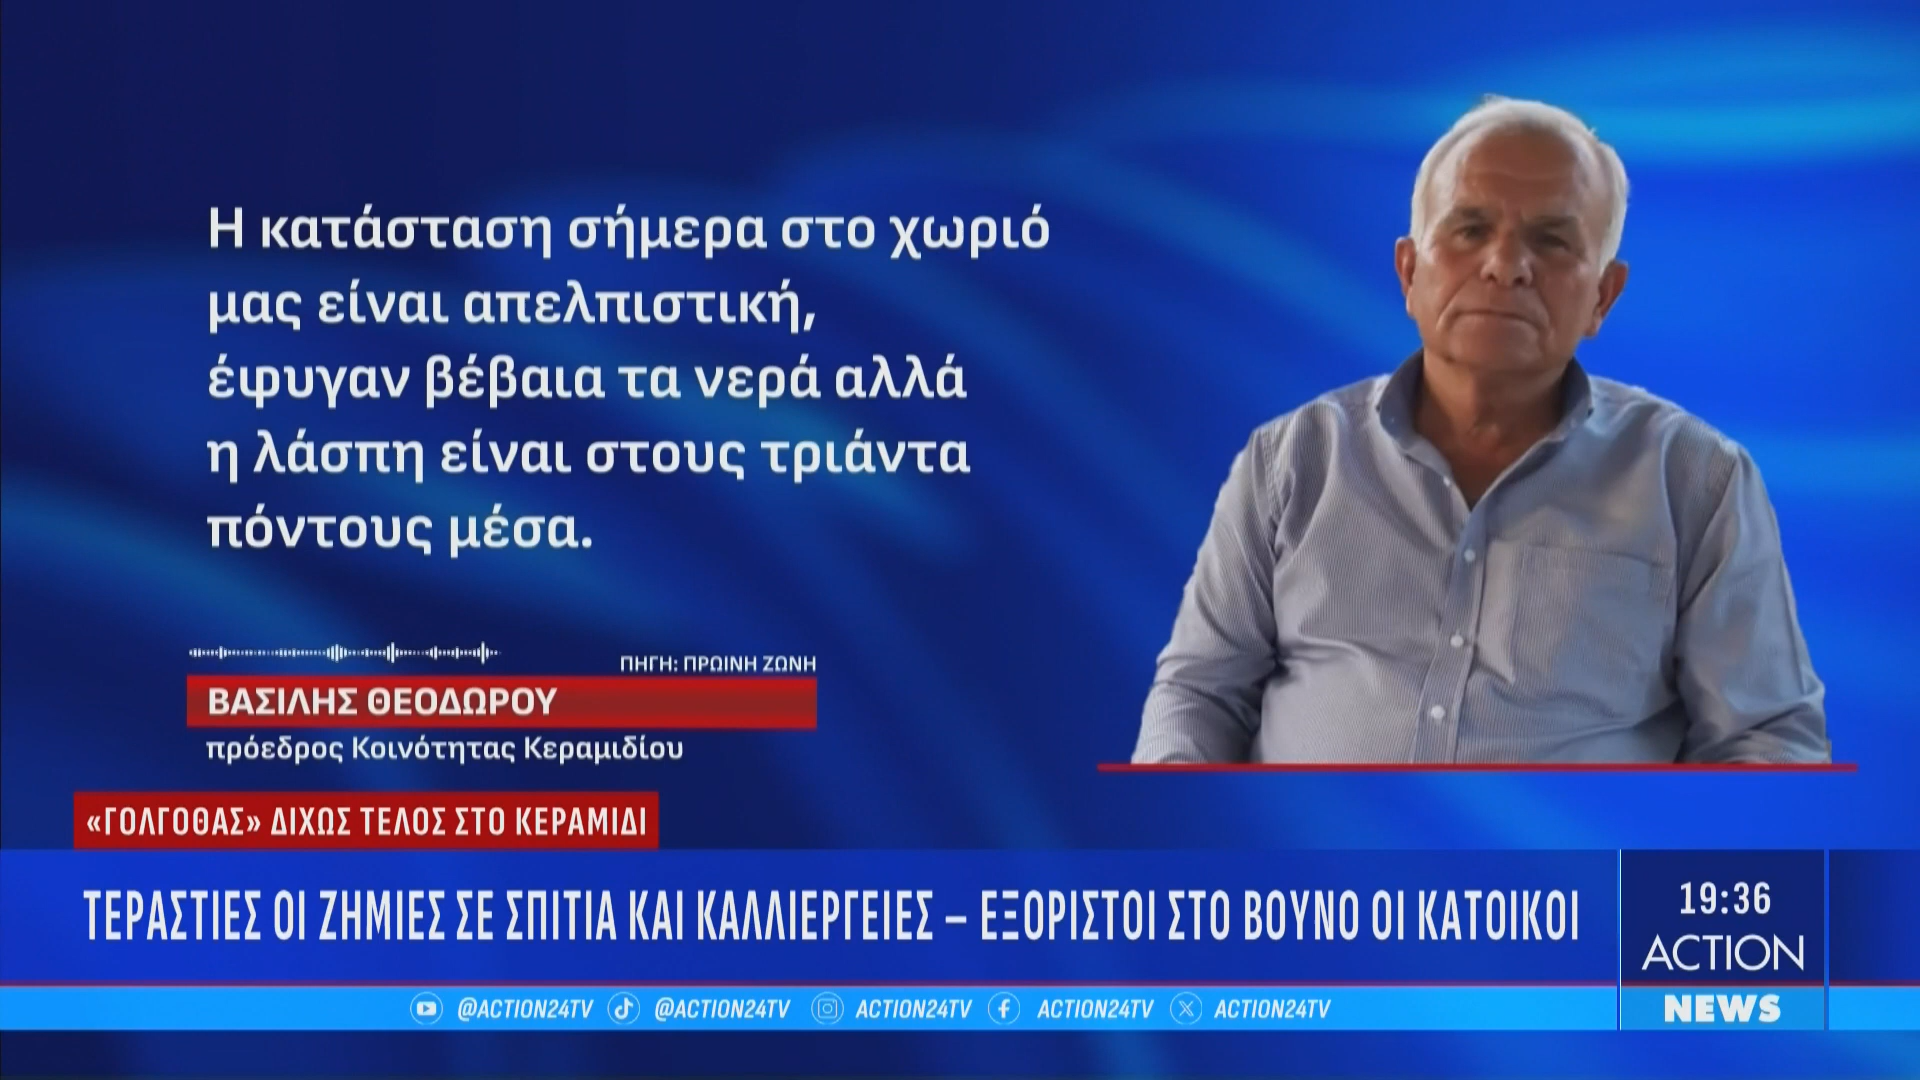 Η κατάσταση σήμερα στο χωριό
μας είναι απελπιστική,
έφυγαν βέβαια τα νερά αλλά
η λάσπη είναι στους τριάντα
πόντους μέσα.
ΠΗΓΗ: ΠΡΩΙΝΗ ΖΩΝΗ
ΒΑΣΙΛΗΣ ΘΕΟΔΩΡΟΥ
πρόεδρος Κοινότητας Κεραμιδίου
«ΓΟΛΓΟΘΑΣ» ΔΙΧΩΣ ΤΕΛΟΣ ΣΤΟ ΚΕΡΑΜΙΔΙ
ΤΕΡΑΣΤΙΕΣ ΟΙ ΖΗΜΙΕΣ ΣΕ ΣΠΙΤΙΑ ΚΑΙ ΚΑΛΛΙΕΡΓΕΙΕΣ – ΕΞΟΡΙΣΤΟΙ ΣΤΟ ΒΟΥΝΟ ΟΙ ΚΑΤΟΙΚΟΙ
19:36
ACTION
NEWS
@ACTION24TV @ACTION24TV ACTION24TV ACTION24TV ACTION24TV